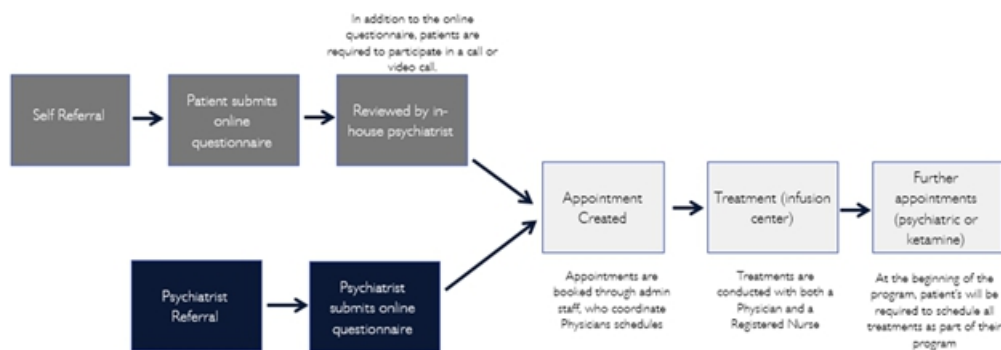 In addition to the online
questionnaire, patients are
required to participate in a call or
video call.
Self Referral
Patient submits
online
questionnaire
Reviewed by in-
house psychiatrist
Appointment
Created
Treatment (infusion
center)
Further
appointments
(psychiatric or
ketamine)
Psychiatrist
Referral
Psychiatrist
submits online
questionnaire
Appointments are
booked through admin
staff, who coordinate
Physicians schedules
Treatments are
conducted with both a
Physician and a
Registered Nurse
At the beginning of the
program, patient's will be
required to schedule all
treatments as part of their
program